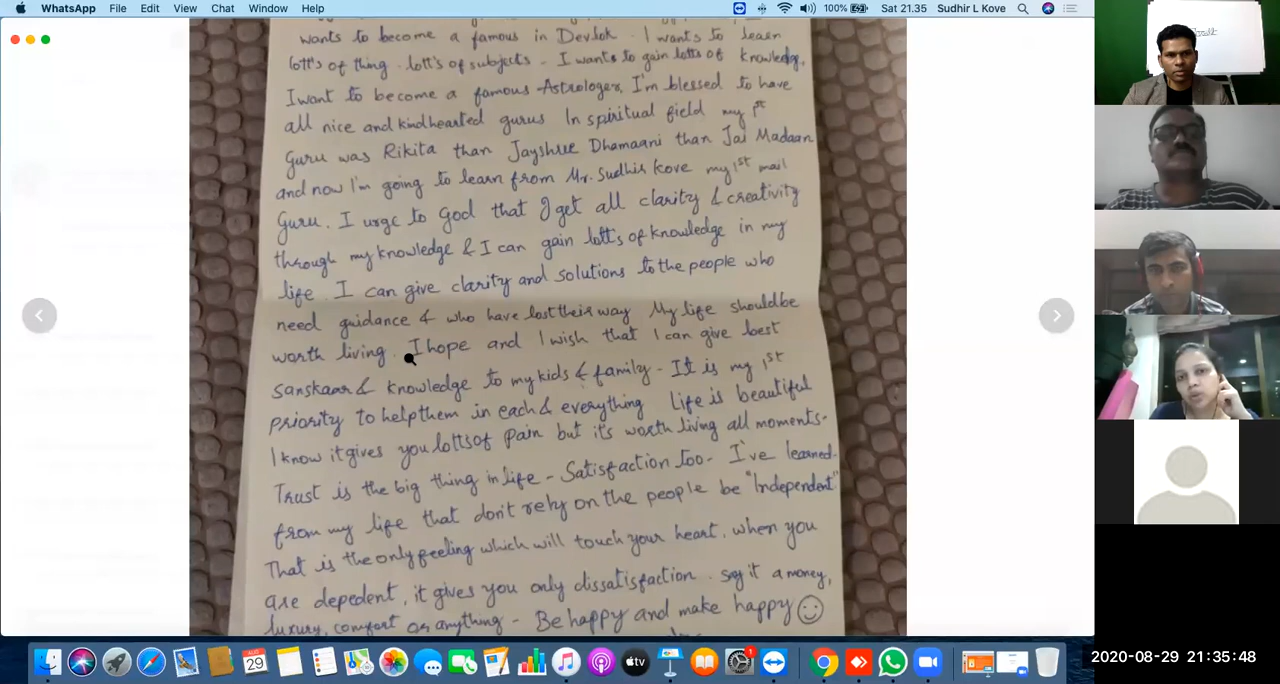 WhatsApp File Edit View Chat Window Help 100% Sat 21.35 Sudhir L Kove
wants to become a famous in Devlok. I wants to learn
lott's of thing - lott's of subjects - I wants to gain lotts of knowledge,
I want to become a famous Astrologer, I'm blessed to have
all nice and kindhearted gurus In spiritual field my 1st
Guru was Rikita than Jayshree Dhamaani than Jai Madaan
and now I'm going to learn from Mr. Sudhir Kove my 1st mail
Guru. I urge to God that I get all clarity & creativity
through my knowledge & I can gain lott's of knowledge in my
life. I can give clarity and solutions to the people who
need guidance & who have lost their way My life should be
worth living. I hope and I wish that I can give best
sanskaar & knowledge to my kids & family - It is my 1st
priority to help them in each & everything Life is beautiful
I know it gives you lotts of pain but it's worth living all moments-
Trust is the big thing in life - Satisfaction too - I've learned
from my life that don't rely on the people be "Independent"
That is the only feeling which will touch your heart, when you
are depedent, it gives you only dissatisfaction. Say it a money,
luxury, comfort or anything - Be happy and make happy
AUG
29
tv
1
2020-08-29 21:35:48